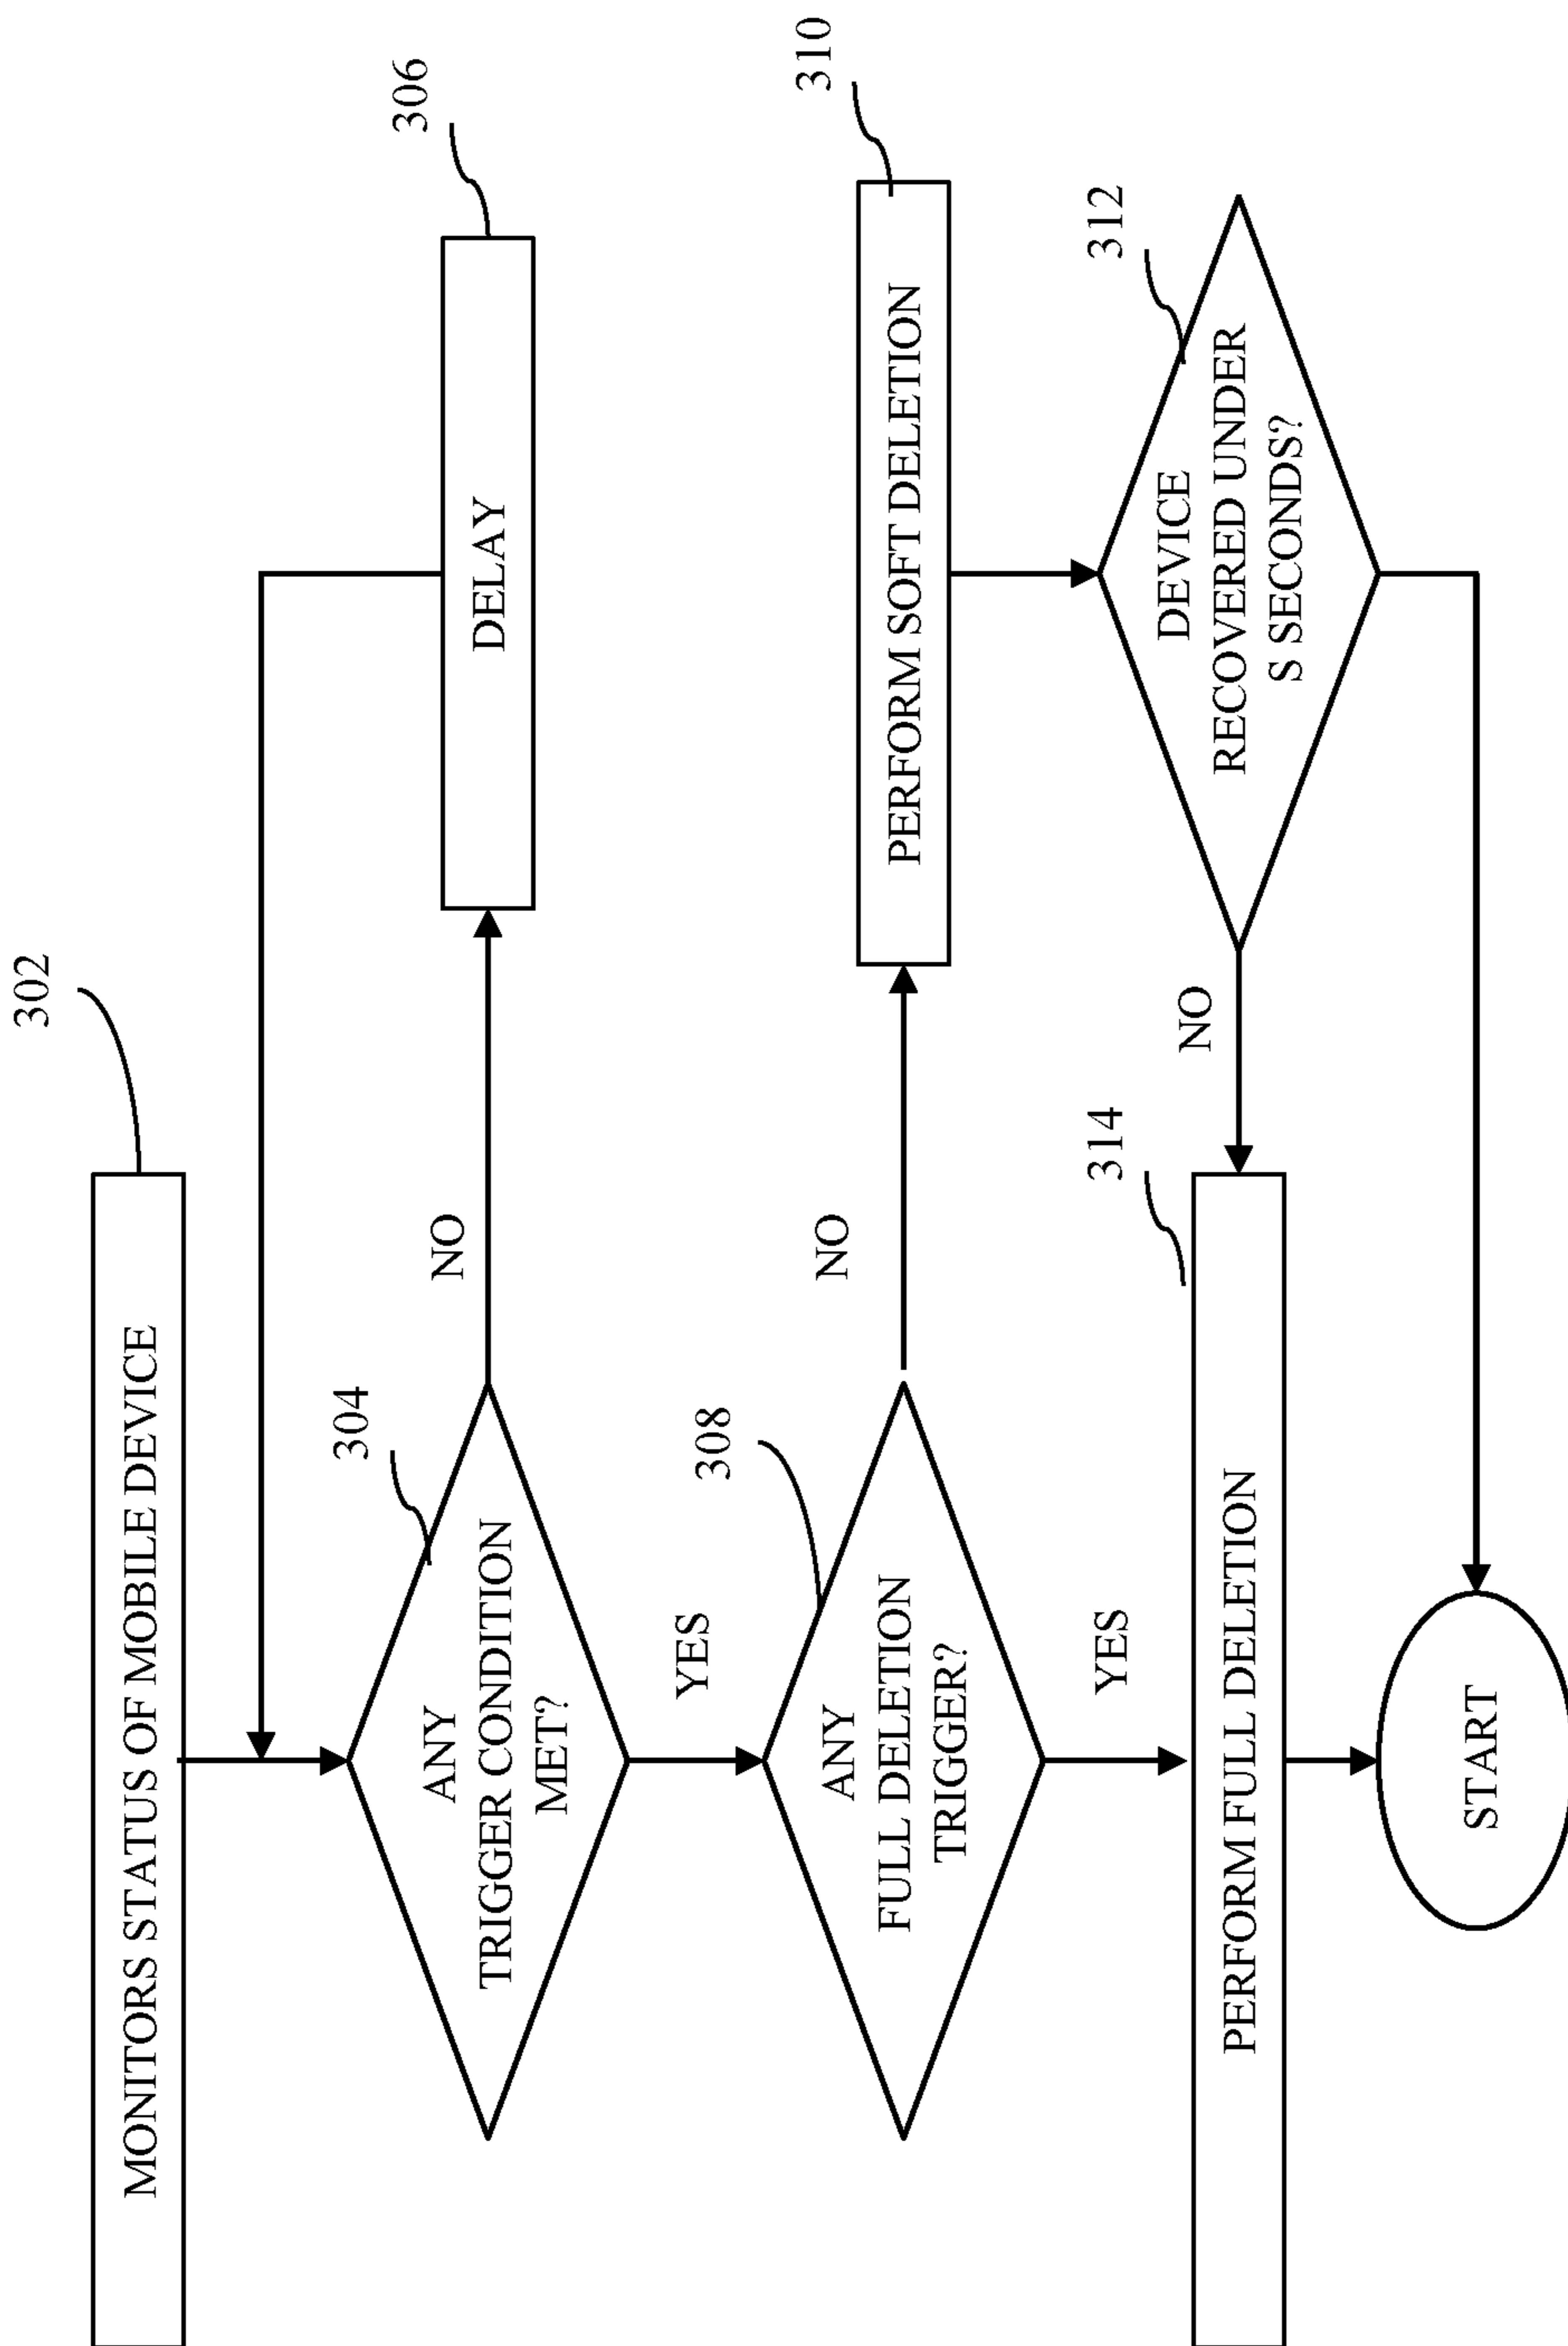 302
MONITORS STATUS OF MOBILE DEVICE
304
ANY
TRIGGER CONDITION
MET?
NO
306
DELAY
YES
308
ANY
FULL DELETION
TRIGGER?
NO
310
PERFORM SOFT DELETION
312
DEVICE
RECOVERED UNDER
S SECONDS?
YES
NO
314
PERFORM FULL DELETION
START